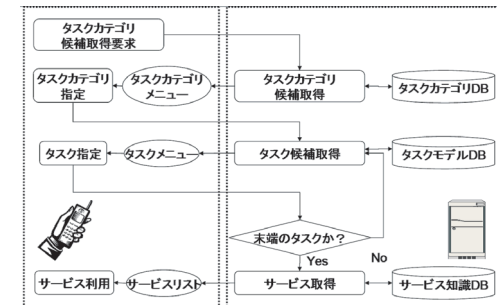 タスクカテゴリ
候補取得要求
タスクカテゴリ
指定
タスクカテゴリ
メニュー
タスクカテゴリ
候補取得
タスクカテゴリDB
タスク指定
タスクメニュー
タスク候補取得
タスクモデルDB
末端のタスクか？
Yes
No
サービス利用
サービスリスト
サービス取得
サービス知識DB